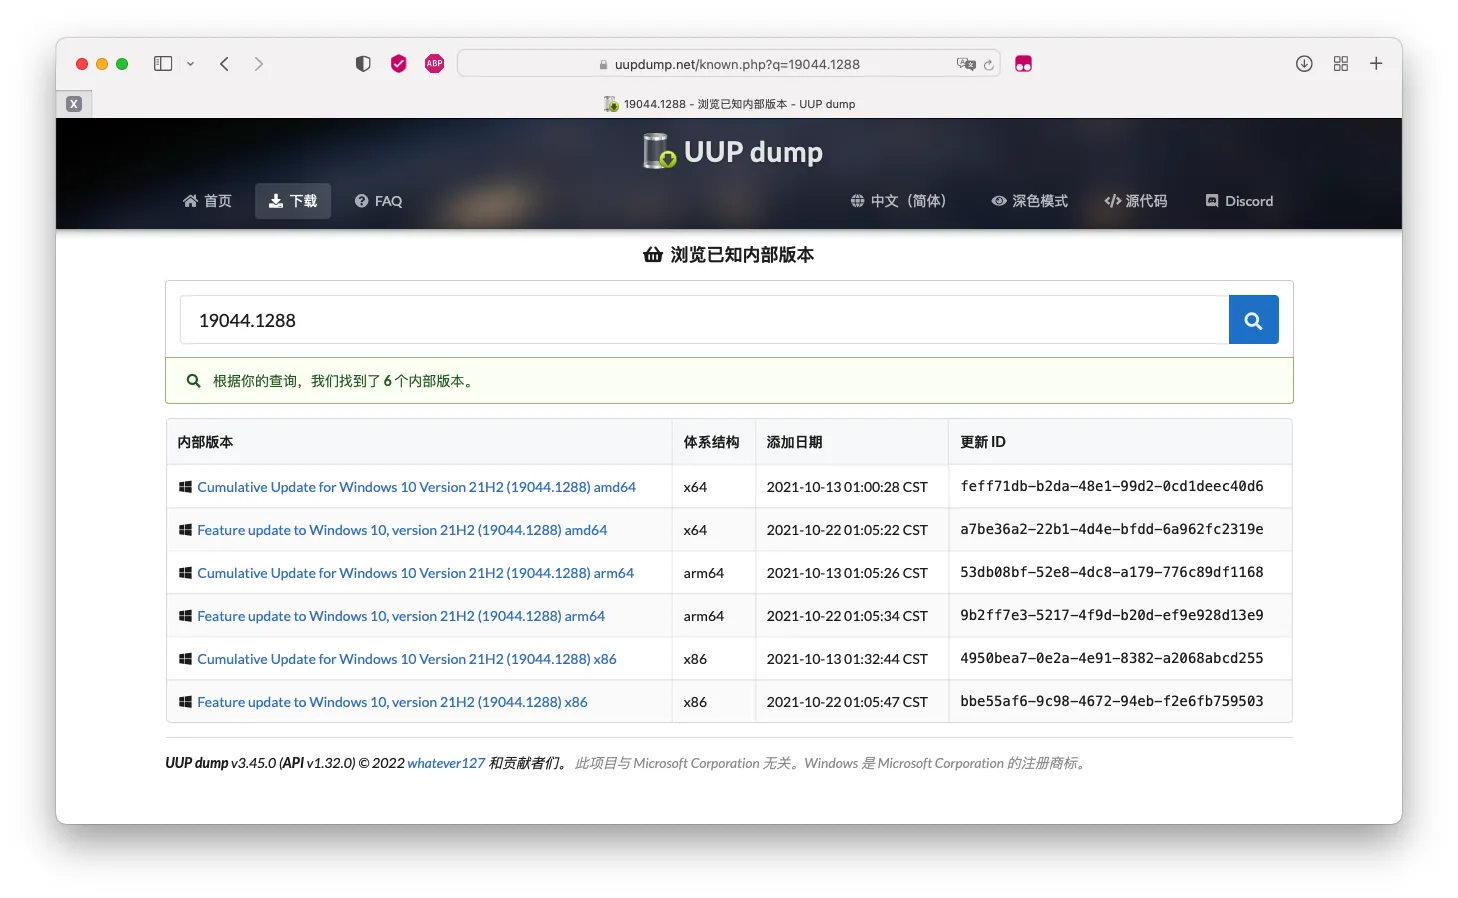 ABP
uupdump.net/known.php?q=19044.1288
X
19044.1288 - 浏览已知内部版本 - UUP dump
UUP dump
首页 下载 FAQ 中文（简体） 深色模式 源代码 Discord
浏览已知内部版本
19044.1288
根据你的查询，我们找到了 6 个内部版本。
内部版本 体系结构 添加日期 更新 ID
Cumulative Update for Windows 10 Version 21H2 (19044.1288) amd64 x64 2021-10-13 01:00:28 CST feff71db-b2da-48e1-99d2-0cd1deec40d6
Feature update to Windows 10, version 21H2 (19044.1288) amd64 x64 2021-10-22 01:05:22 CST a7be36a2-22b1-4d4e-bfdd-6a962fc2319e
Cumulative Update for Windows 10 Version 21H2 (19044.1288) arm64 arm64 2021-10-13 01:05:26 CST 53db08bf-52e8-4dc8-a179-776c89df1168
Feature update to Windows 10, version 21H2 (19044.1288) arm64 arm64 2021-10-22 01:05:34 CST 9b2ff7e3-5217-4f9d-b20d-ef9e928d13e9
Cumulative Update for Windows 10 Version 21H2 (19044.1288) x86 x86 2021-10-13 01:32:44 CST 4950bea7-0e2a-4e91-8382-a2068abcd255
Feature update to Windows 10, version 21H2 (19044.1288) x86 x86 2021-10-22 01:05:47 CST bbe55af6-9c98-4672-94eb-f2e6fb759503
UUP dump v3.45.0 (API v1.32.0) © 2022 whatever127 和贡献者们。 此项目与 Microsoft Corporation 无关。Windows 是 Microsoft Corporation 的注册商标。